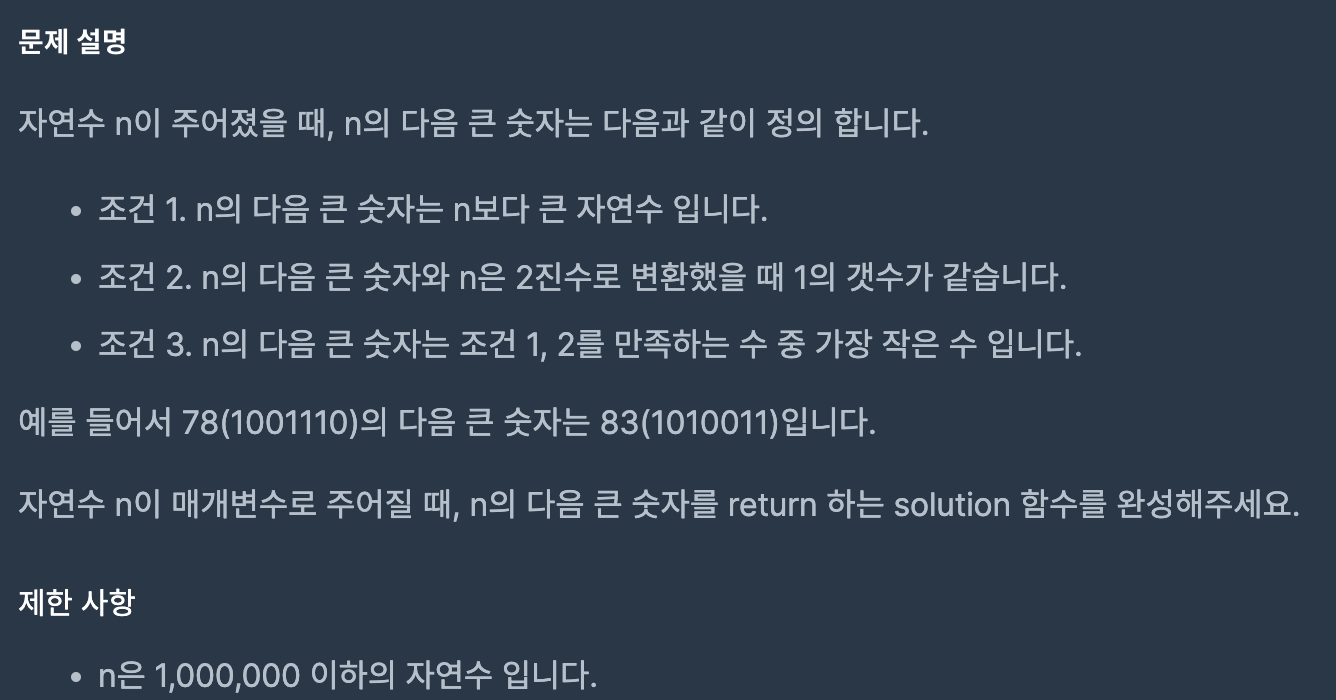 문제 설명
자연수 n이 주어졌을 때, n의 다음 큰 숫자는 다음과 같이 정의 합니다.
• 조건 1. n의 다음 큰 숫자는 n보다 큰 자연수 입니다.
• 조건 2. n의 다음 큰 숫자와 n은 2진수로 변환했을 때 1의 갯수가 같습니다.
• 조건 3. n의 다음 큰 숫자는 조건 1, 2를 만족하는 수 중 가장 작은 수 입니다.
예를 들어서 78(1001110)의 다음 큰 숫자는 83(1010011)입니다.
자연수 n이 매개변수로 주어질 때, n의 다음 큰 숫자를 return 하는 solution 함수를 완성해주세요.
제한 사항
• n은 1,000,000 이하의 자연수 입니다.